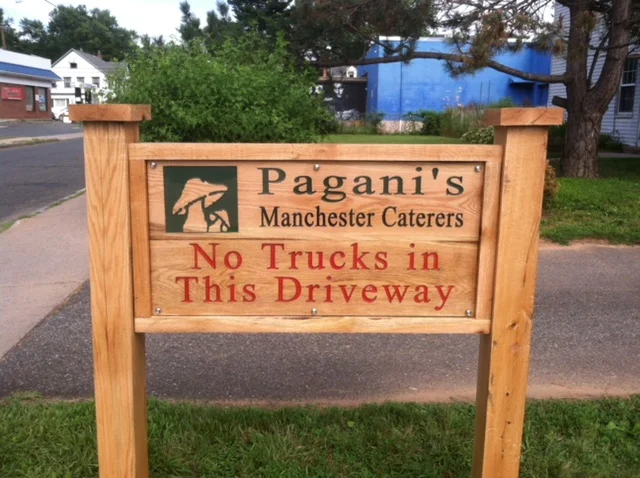 Pagani's
Manchester Caterers
No Trucks in
This Driveway